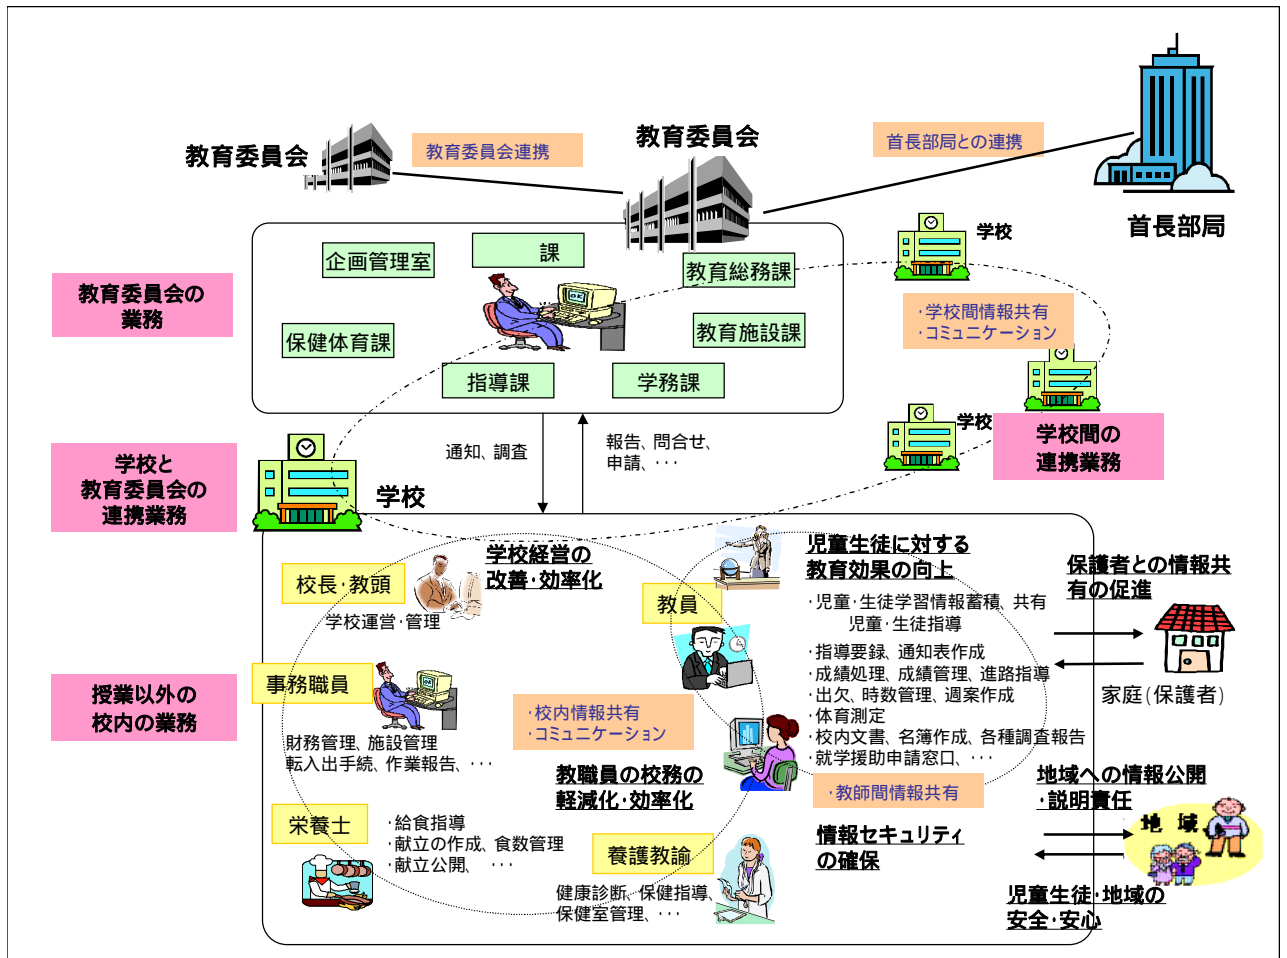 教育委員会
教育委員会連携
教育委員会
首長部局との連携
首長部局
学校
企画管理室
課
教育総務課
教育委員会の
業務
・学校間情報共有
・コミュニケーション
保健体育課
教育施設課
指導課
学務課
学校
学校間の
連携業務
通知、調査
報告、問合せ、
申請、・・・
学校と
教育委員会の
連携業務
学校
学校経営の
改善・効率化
児童生徒に対する
教育効果の向上
保護者との情報共
有の促進
校長・教頭
学校運営・管理
教員
・児童・生徒学習情報蓄積、共有
児童・生徒指導
・指導要録、通知表作成
・成績処理、成績管理、進路指導
・出欠、時数管理、週案作成
・体育測定
・校内文書、名簿作成、各種調査報告
・就学援助申請窓口、・・・
家庭(保護者)
事務職員
授業以外の
校内の業務
・校内情報共有
・コミュニケーション
財務管理、施設管理
転入出手続、作業報告、・・・
教職員の校務の
軽減化・効率化
・教師間情報共有
地域への情報公開
・説明責任
栄養士
・給食指導
・献立の作成、食数管理
・献立公開、 ・・・
養護教諭
健康診断、保健指導、
保健室管理、・・・
情報セキュリティ
の確保
地域
児童生徒・地域の
安全・安心